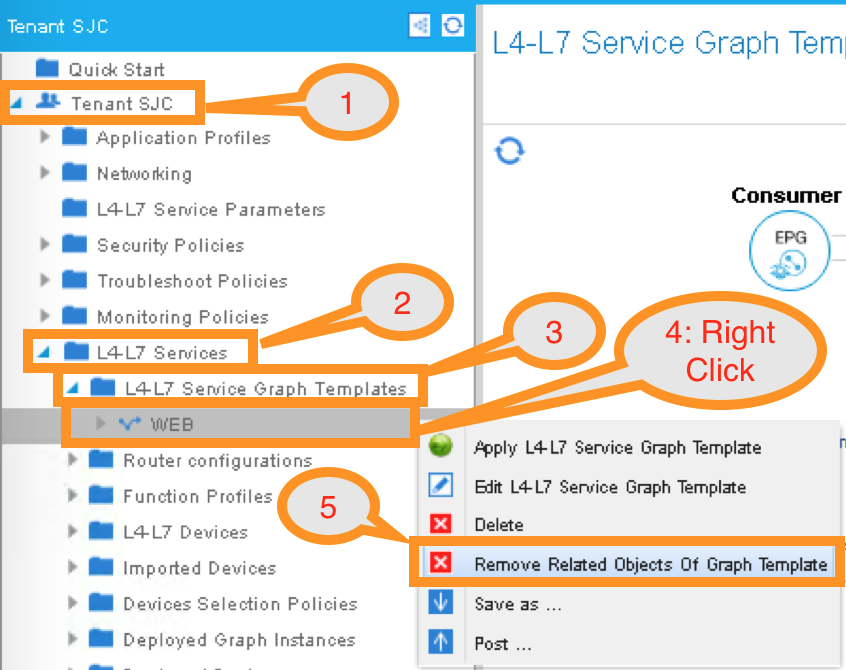 Tenant SJC
L4-L7 Service Graph Tem
Quick Start
Tenant SJC
1
Application Profiles
Networking
Consumer
L4-L7 Service Parameters
EPG
Security Policies
Troubleshoot Policies
Monitoring Policies
2
3
4: Right
Click
L4-L7 Services
L4-L7 Service Graph Templates
WEB
Apply L4-L7 Service Graph Template
Router configurations
Edit L4-L7 Service Graph Template
Function Profiles
5
Delete
L4-L7 Devices
Remove Related Objects Of Graph Template
Imported Devices
Devices Selection Policies
Save as ...
Deployed Graph Instances
Post ...